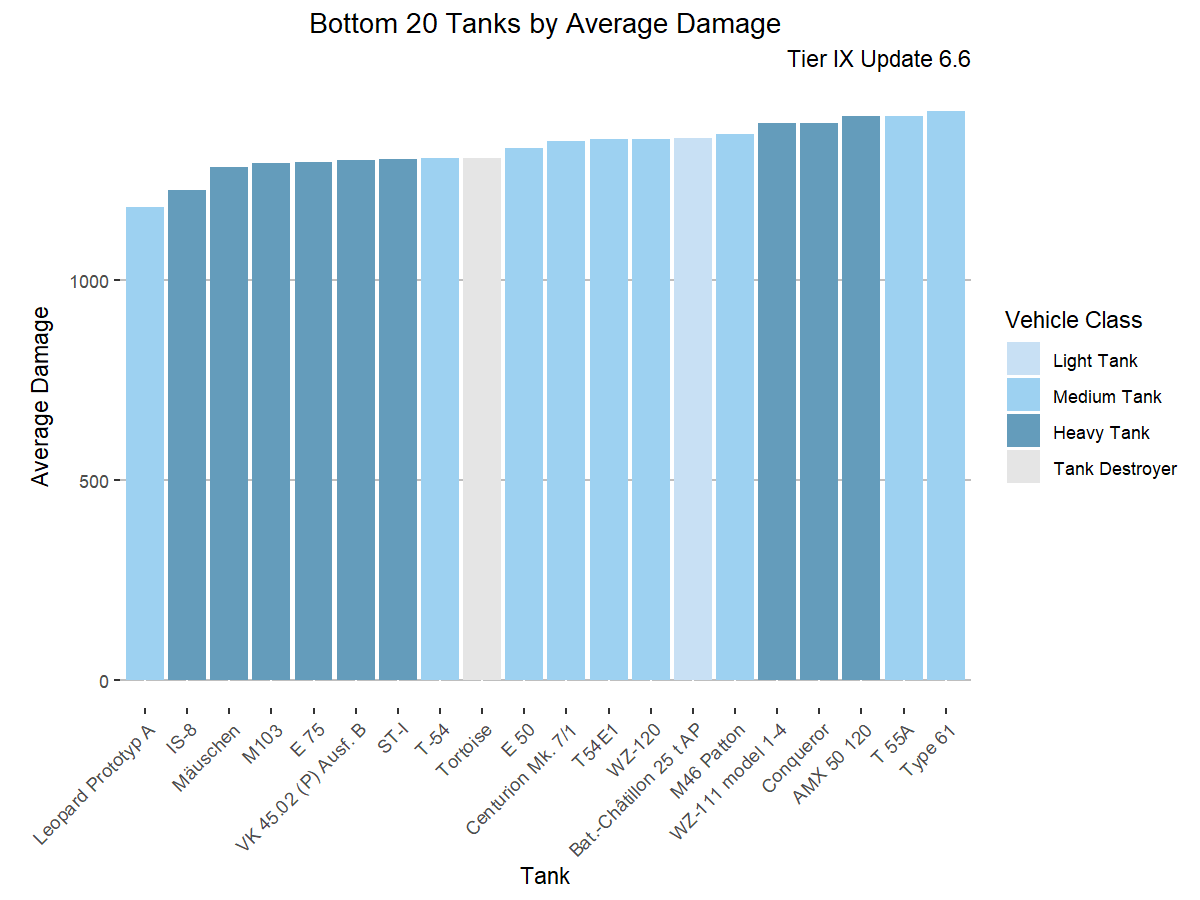 Bottom 20 Tanks by Average Damage
Tier IX Update 6.6
Average Damage
1000
500
0
Leopard Prototyp A
IS-8
Mäuschen
M103
E 75
VK 45.02 (P) Ausf. B
ST-I
T-54
Tortoise
E 50
Centurion Mk. 7/1
T54E1
WZ-120
Bat.-Châtillon 25 t AP
M46 Patton
WZ-111 model 1-4
Conqueror
AMX 50 120
T 55A
Type 61
Tank
Vehicle Class
Light Tank
Medium Tank
Heavy Tank
Tank Destroyer